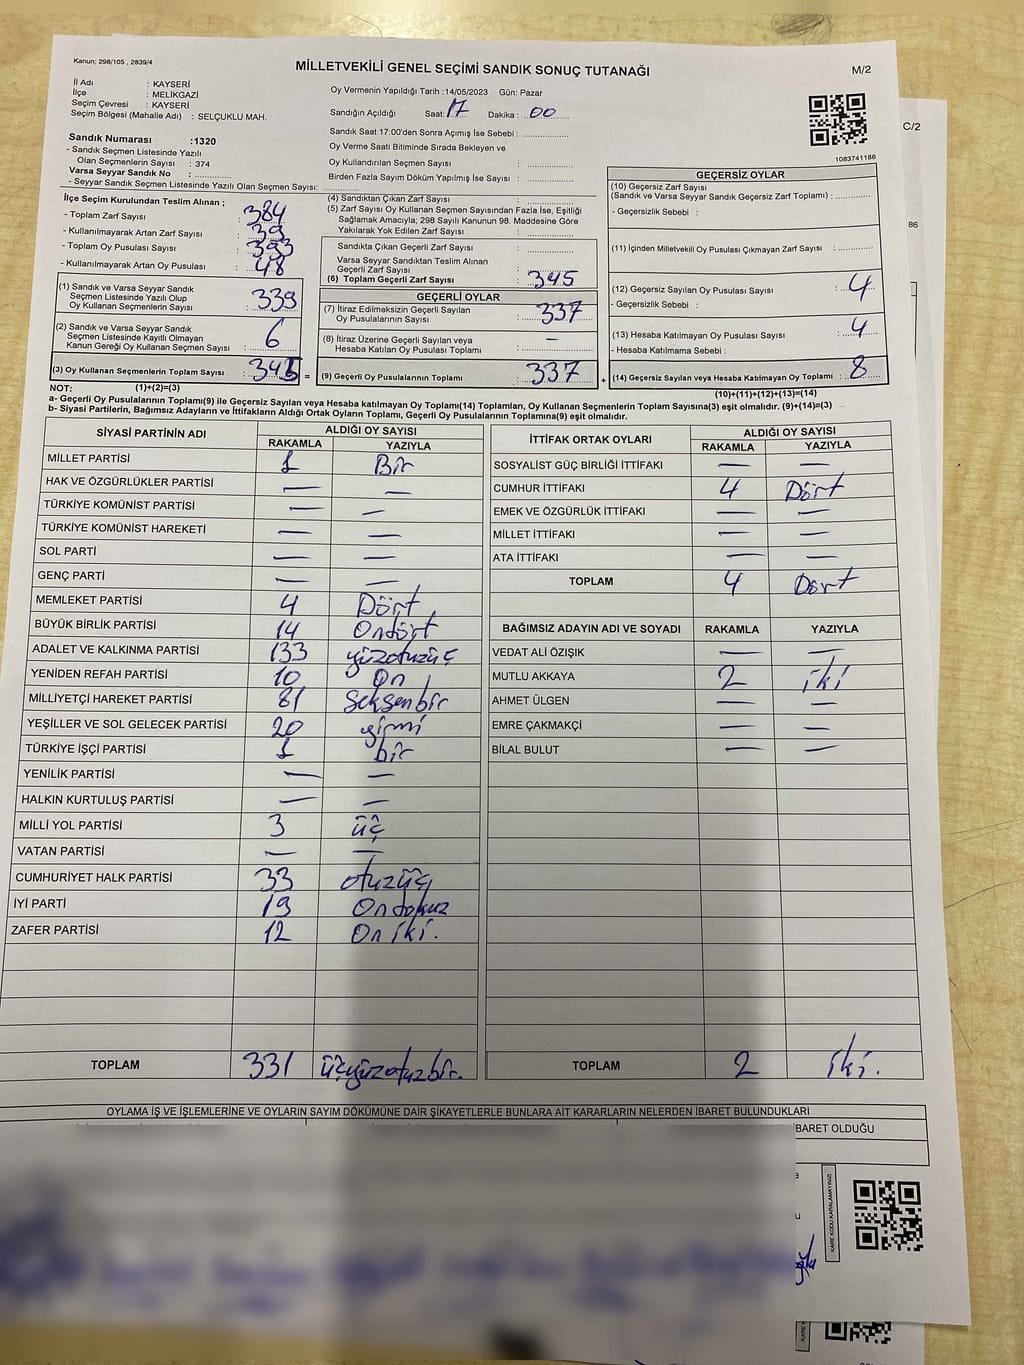 Kanun; 298/105 , 2839/4
MİLLETVEKİLİ GENEL SEÇİMİ SANDIK SONUÇ TUTANAĞI
M/2
İl Adı : KAYSERİ
İlçe : MELİKGAZİ
Seçim Çevresi : KAYSERİ
Seçim Bölgesi (Mahalle Adı) : SELÇUKLU MAH.
Sandık Numarası :1320
- Sandık Seçmen Listesinde Yazılı
Olan Seçmenlerin Sayısı : 374
Varsa Seyyar Sandık No :
- Seyyar Sandık Seçmen Listesinde Yazılı Olan Seçmen Sayısı:
Oy Vermenin Yapıldığı Tarih :14/05/2023 Gün: Pazar
Sandığın Açıldığı Saat: 17 Dakika : 00
Sandık Saat 17:00'den Sonra Açımış İse Sebebi :
Oy Verme Saati Bitiminde Sırada Bekleyen ve
Oy Kullandırılan Seçmen Sayısı :
Birden Fazla Sayım Döküm Yapılmış İse Sayısı :
1083741186
C/2
86
İlçe Seçim Kurulundan Teslim Alınan ;
- Toplam Zarf Sayısı : 384
- Kullanılmayarak Artan Zarf Sayısı : 39
- Toplam Oy Pusulası Sayısı : 393
- Kullanılmayarak Artan Oy Pusulası : 48
(1) Sandık ve Varsa Seyyar Sandık
Seçmen Listesinde Yazılı Olup
Oy Kullanan Seçmenlerin Sayısı : 339
(2) Sandık ve Varsa Seyyar Sandık
Seçmen Listesinde Kayıtlı Olmayan
Kanun Gereği Oy Kullanan Seçmen Sayısı : 6
(3) Oy Kullanan Seçmenlerin Toplam Sayısı : 345 =
(4) Sandıktan Çıkan Zarf Sayısı :
(5) Zarf Sayısı Oy Kullanan Seçmen Sayısından Fazla İse, Eşitliği
Sağlamak Amacıyla; 298 Sayılı Kanunun 98. Maddesine Göre
Yakılarak Yok Edilen Zarf Sayısı :
Sandıkta Çıkan Geçerli Zarf Sayısı :
Varsa Seyyar Sandıktan Teslim Alınan
Geçerli Zarf Sayısı :
(6) Toplam Geçerli Zarf Sayısı : 345
GEÇERLİ OYLAR
(7) İtiraz Edilmeksizin Geçerli Sayılan
Oy Pusulalarının Sayısı : 337
(8) İtiraz Üzerine Geçerli Sayılan veya
Hesaba Katılan Oy Pusulası Toplamı : —
(9) Geçerli Oy Pusulalarının Toplamı : 337 +
GEÇERSİZ OYLAR
(10) Geçersiz Zarf Sayısı
(Sandık ve Varsa Seyyar Sandık Geçersiz Zarf Toplamı) :
- Geçersizlik Sebebi :
(11) İçinden Milletvekili Oy Pusulası Çıkmayan Zarf Sayısı :
(12) Geçersiz Sayılan Oy Pusulası Sayısı : 4
- Geçersizlik Sebebi :
(13) Hesaba Katılmayan Oy Pusulası Sayısı : 4
- Hesaba Katılmama Sebebi :
(14) Geçersiz Sayılan veya Hesaba Katılmayan Oy Toplamı : 8
NOT: (1)+(2)=(3) (10)+(11)+(12)+(13)=(14)
a- Geçerli Oy Pusulaları Toplamı(9) ile Geçersiz Sayılan veya Hesaba katılmayan Oy Toplamı(14) Toplamları, Oy Kullanan Seçmenlerin Toplam Sayısına(3) eşit olmalıdır. (9)+(14)=(3)
b- Siyasi Partilerin, Bağımsız Adayların ve İttifakların Aldığı Ortak Oyların Toplamı, Geçerli Oy Pusulalarının Toplamına(9) eşit olmalıdır.
SİYASİ PARTİNİN ADI ALDIĞI OY SAYISI
RAKAMLA YAZIYLA
MİLLET PARTİSİ 1 Bir
HAK VE ÖZGÜRLÜKLER PARTİSİ — —
TÜRKİYE KOMÜNİST PARTİSİ — —
TÜRKİYE KOMÜNİST HAREKETİ — —
SOL PARTİ — —
GENÇ PARTİ — —
MEMLEKET PARTİSİ 4 Dört
BÜYÜK BİRLİK PARTİSİ 14 Ondört
ADALET VE KALKINMA PARTİSİ 133 yüzotuzüç
YENİDEN REFAH PARTİSİ 10 On
MİLLİYETÇİ HAREKET PARTİSİ 81 Seksenbir
YEŞİLLER VE SOL GELECEK PARTİSİ 20 yirmi
TÜRKİYE İŞÇİ PARTİSİ 1 bir
YENİLİK PARTİSİ — —
HALKIN KURTULUŞ PARTİSİ — —
MİLLİ YOL PARTİSİ 3 üç
VATAN PARTİSİ — —
CUMHURİYET HALK PARTİSİ 33 otuzüç
İYİ PARTİ 19 Ondokuz
ZAFER PARTİSİ 12 On iki.
TOPLAM 331 üçyüzotuzbir.
İTTİFAK ORTAK OYLARI ALDIĞI OY SAYISI
RAKAMLA YAZIYLA
SOSYALİST GÜÇ BİRLİĞİ İTTİFAKI — —
CUMHUR İTTİFAKI 4 Dört
EMEK VE ÖZGÜRLÜK İTTİFAKI — —
MİLLET İTTİFAKI — —
ATA İTTİFAKI — —
TOPLAM 4 Dört
BAĞIMSIZ ADAYIN ADI VE SOYADI RAKAMLA YAZIYLA
VEDAT ALİ ÖZIŞIK — —
MUTLU AKKAYA 2 iki
AHMET ÜLGEN — —
EMRE ÇAKMAKÇİ — —
BİLAL BULUT — —
TOPLAM 2 iki.
OYLAMA İŞ VE İŞLEMLERİNE VE OYLARIN SAYIM DÖKÜMÜNE DAİR ŞİKAYETLERLE BUNLARA AİT KARARLARIN NELERDEN İBARET BULUNDUKLARI
BARET OLDUĞU
KARE KODU KARALAMAYINIZ!
KARE K